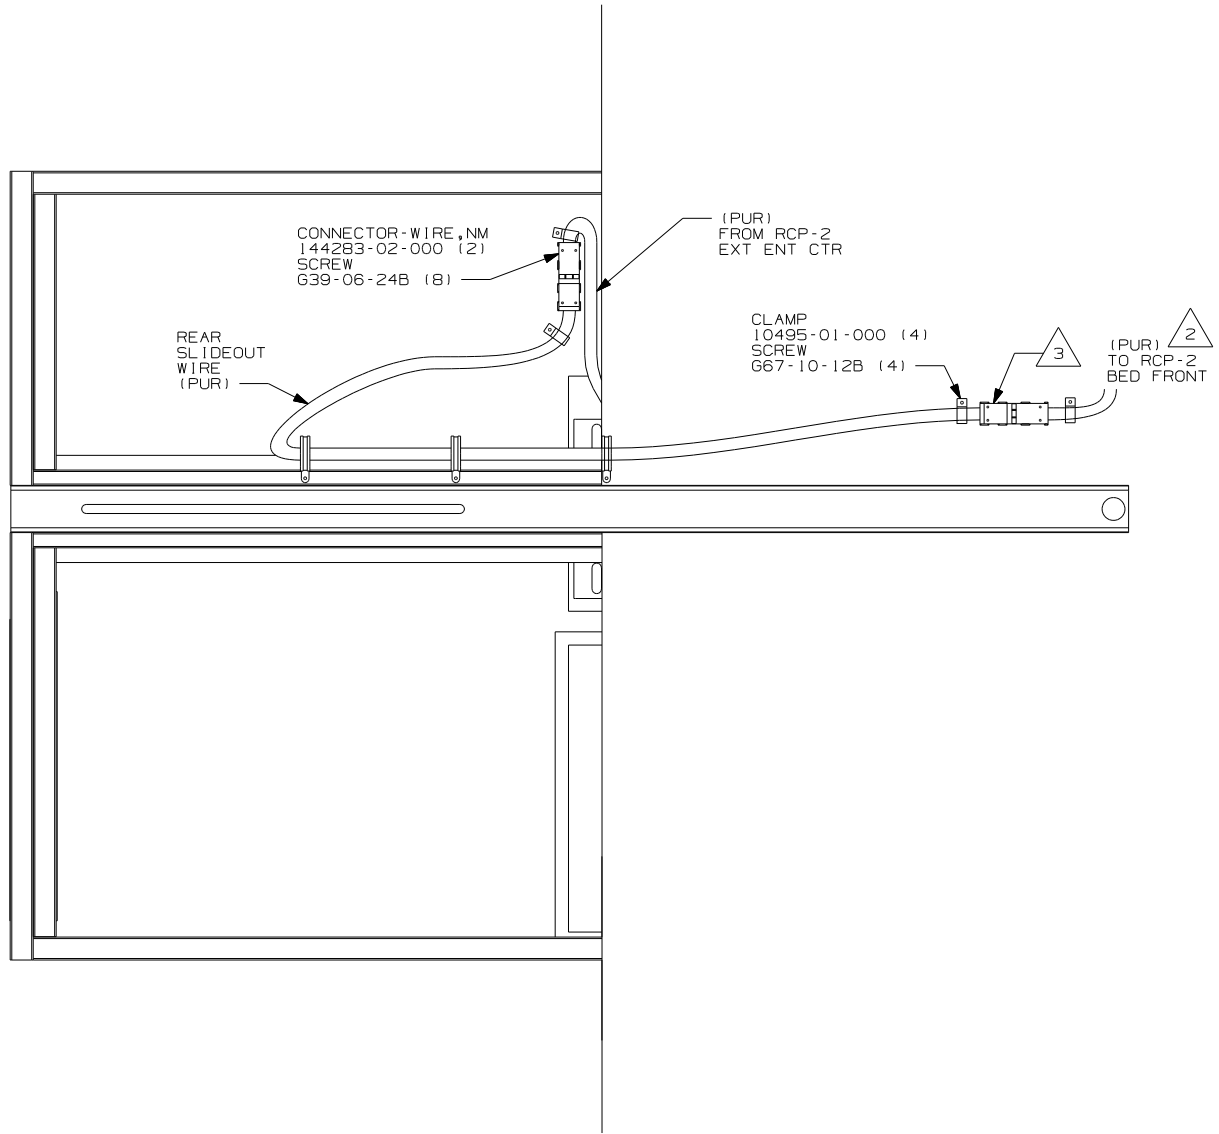 CONNECTOR-WIRE,NM
144283-02-000 (2)
SCREW
G39-06-24B (8)
(PUR)
FROM RCP-2
EXT ENT CTR
REAR
SLIDEOUT
WIRE
(PUR)
CLAMP
10495-01-000 (4)
SCREW
G67-10-12B (4)
3
2
(PUR)
TO RCP-2
BED FRONT